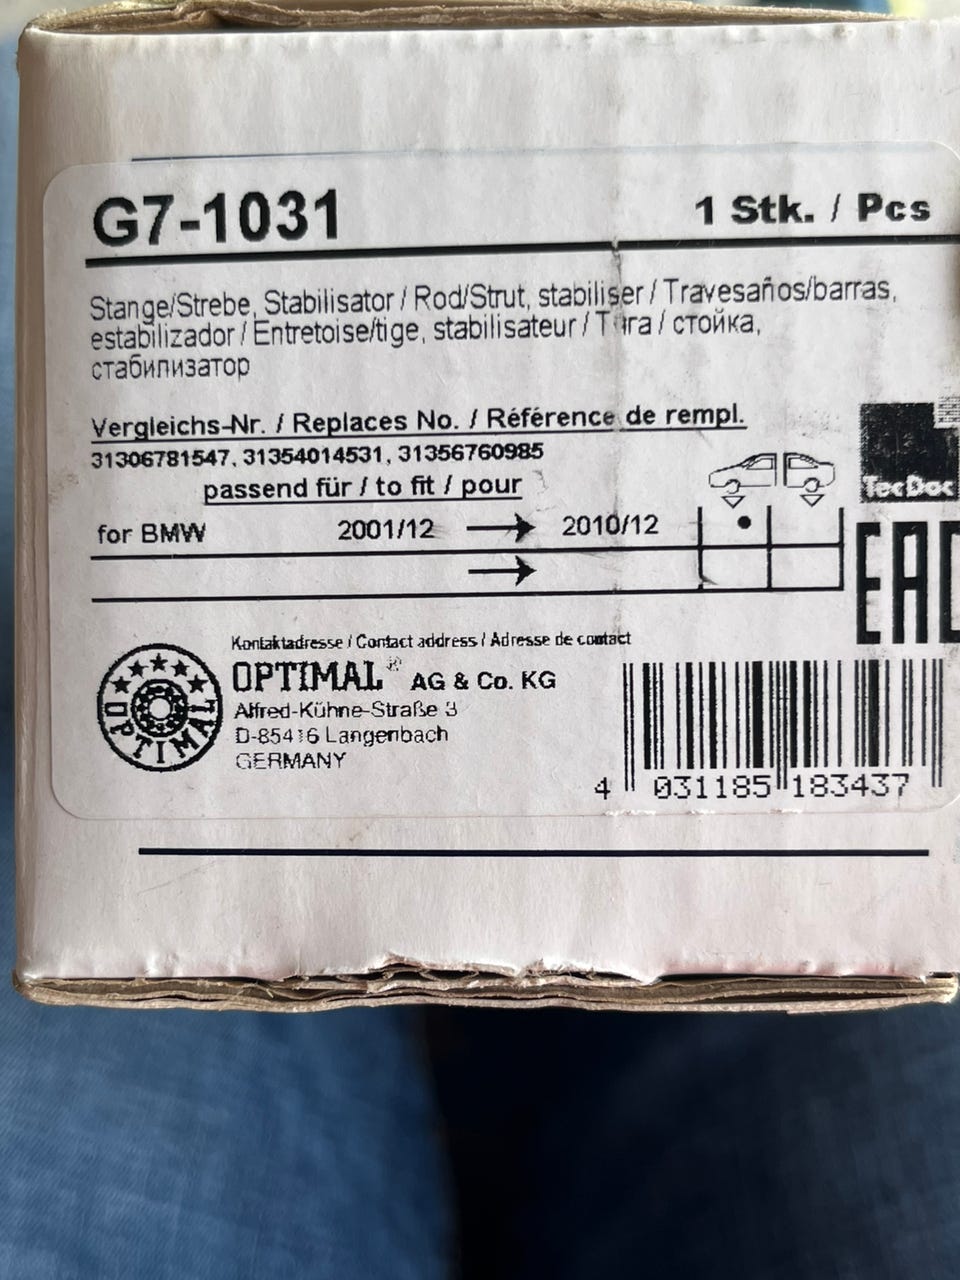 G7-1031
1 Stk. / Pcs
Stange/Strebe, Stabilisator / Rod/Strut, stabiliser / Travesaños/barras,
estabilizador / Entretoise/tige, stabilisateur / / стойка,
стабилизатор
Vergleichs-Nr. / Replaces No. / Référence de rempl.
31306781547, 31354014531, 31356760985
passend für / to fit / pour
for BMW 2001/12 → 2010/12
→
TecDoc
EAC
Kontaktadresse / Contact address / Adresse de contact
OPTIMAL® AG & Co. KG
Alfred-Kühne-Straße 3
D-85416 Langenbach
GERMANY
OPTIMAL
4 031185 183437